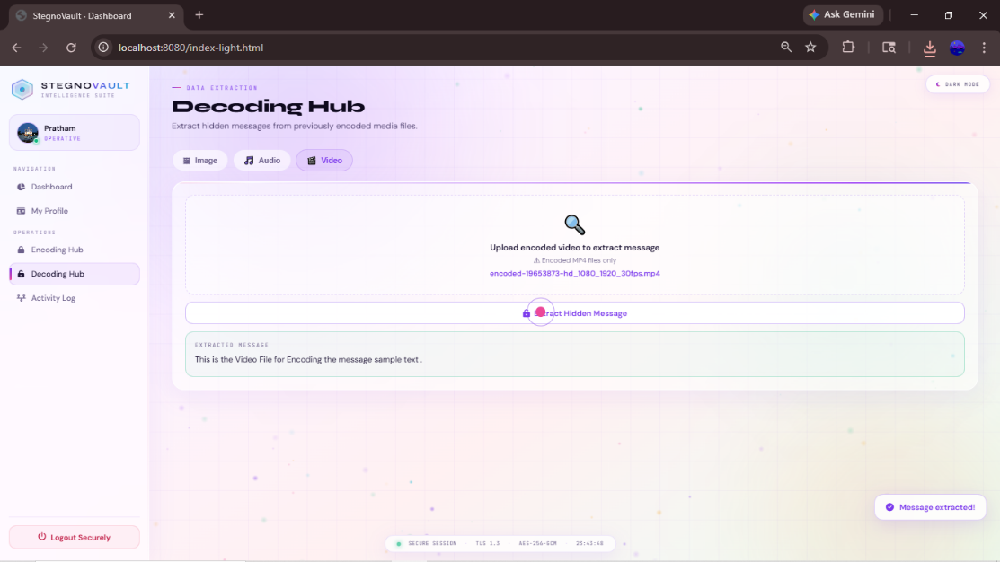 StegnoVault · Dashboard
Ask Gemini
localhost:8080/index-light.html
STEGNOVAULT
INTELLIGENCE SUITE
Pratham
OPERATIVE
NAVIGATION
Dashboard
My Profile
OPERATIONS
Encoding Hub
Decoding Hub
Activity Log
Logout Securely
DARK MODE
DATA EXTRACTION
Decoding Hub
Extract hidden messages from previously encoded media files.
Image
Audio
Video
Upload encoded video to extract message
⚠ Encoded MP4 files only
encoded-19653873-hd_1080_1920_30fps.mp4
Extract Hidden Message
EXTRACTED MESSAGE
This is the Video File for Encoding the message sample text .
Message extracted!
SECURE SESSION · TLS 1.3 · AES-256-GCM ·